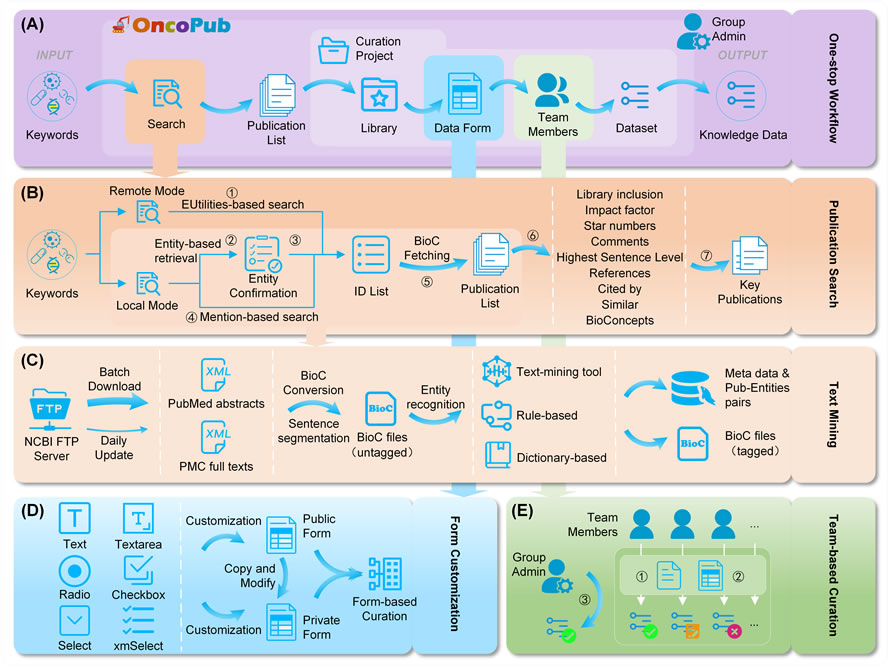 (A)
OncoPub
INPUT
Keywords
Search
Publication
List
Curation
Project
Library
Data Form
Team
Members
Dataset
Group
Admin
OUTPUT
Knowledge Data
One-stop Workflow
(B)
Keywords
Remote Mode
①
EUtilities-based search
Entity-based
retrieval
②
③
Entity
Confirmation
Local Mode
④ Mention-based search
ID List
BioC
Fetching
⑤
Publication
List
⑥
Library inclusion
Impact factor
Star numbers
Comments
Highest Sentence Level
References
Cited by
Similar
BioConcepts
⑦
Key
Publications
Publication Search
(C)
FTP
NCBI FTP
Server
Batch
Download
Daily
Update
XML
PubMed abstracts
XML
PMC full texts
BioC
Conversion
Sentence
segmentation
BioC
BioC files
(untagged)
Entity
recognition
Text-mining tool
Rule-based
Dictionary-based
Meta data &
Pub-Entities
pairs
BioC
BioC files
(tagged)
Text Mining
(D)
T
Text
T
Textarea
Radio
Checkbox
Select
xmSelect
Customization
Public
Form
Copy and
Modify
Customization
Private
Form
Form-based
Curation
Form Customization
(E)
Team
Members
...
Group
Admin
①
②
③
...
Team-based Curation